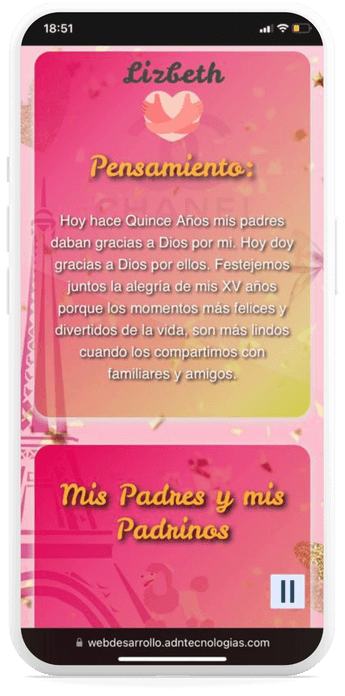 18:51
Lizbeth
Pensamiento:
CHANEL
Hoy hace Quince Años mis padres
daban gracias a Dios por mi. Hoy doy
gracias a Dios por ellos. Festejemos
juntos la alegría de mis XV años
porque los momentos más felices y
divertidos de la vida, son más lindos
cuando los compartimos con
familiares y amigos.
Mis Padres y mis
Padrinos
webdesarrollo.adntecnologias.com